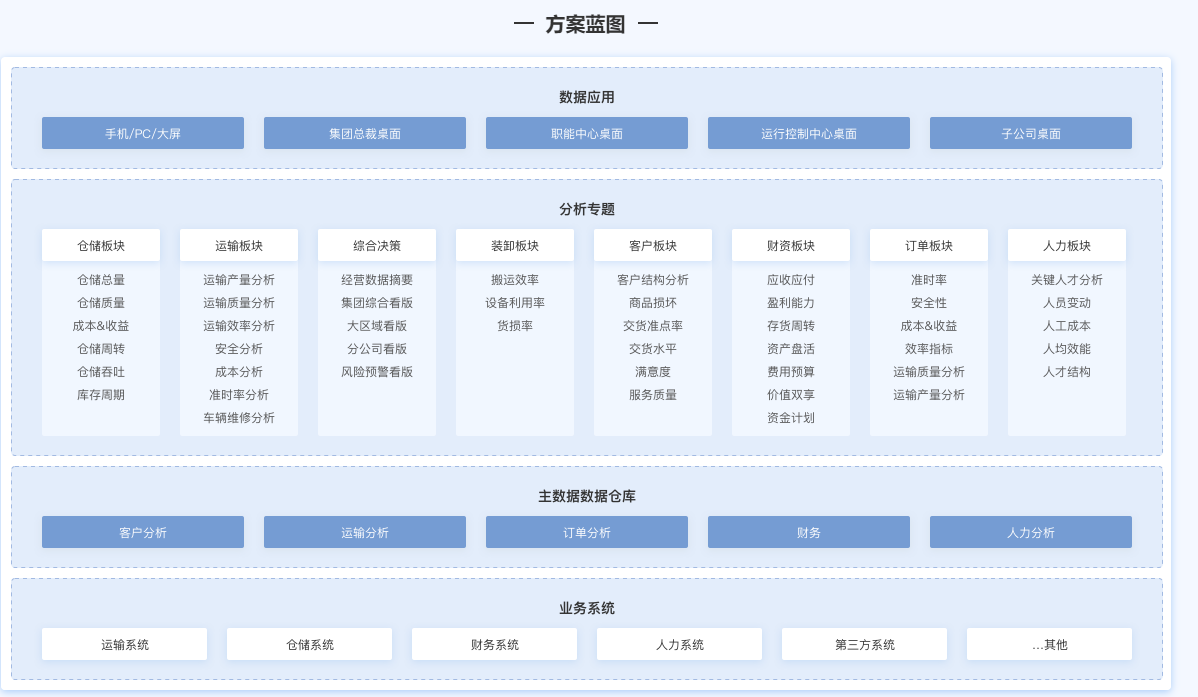 方案蓝图
数据应用
手机/PC/大屏
集团总裁桌面
职能中心桌面
运行控制中心桌面
子公司桌面
分析专题
仓储板块
仓储总量
仓储质量
成本&收益
仓储周转
仓储吞吐
库存周期
运输板块
运输产量分析
运输质量分析
运输效率分析
安全分析
成本分析
准时率分析
车辆维修分析
综合决策
经营数据摘要
集团综合看版
大区域看版
分公司看版
风险预警看版
装卸板块
搬运效率
设备利用率
货损率
客户板块
客户结构分析
商品损坏
交货准点率
交货水平
满意度
服务质量
财资板块
应收应付
盈利能力
存货周转
资产盘活
费用预算
价值双享
资金计划
订单板块
准时率
安全性
成本&收益
效率指标
运输质量分析
运输产量分析
人力板块
关键人才分析
人员变动
人工成本
人均效能
人才结构
主数据数据仓库
客户分析
运输分析
订单分析
财务
人力分析
业务系统
运输系统
仓储系统
财务系统
人力系统
第三方系统
...其他